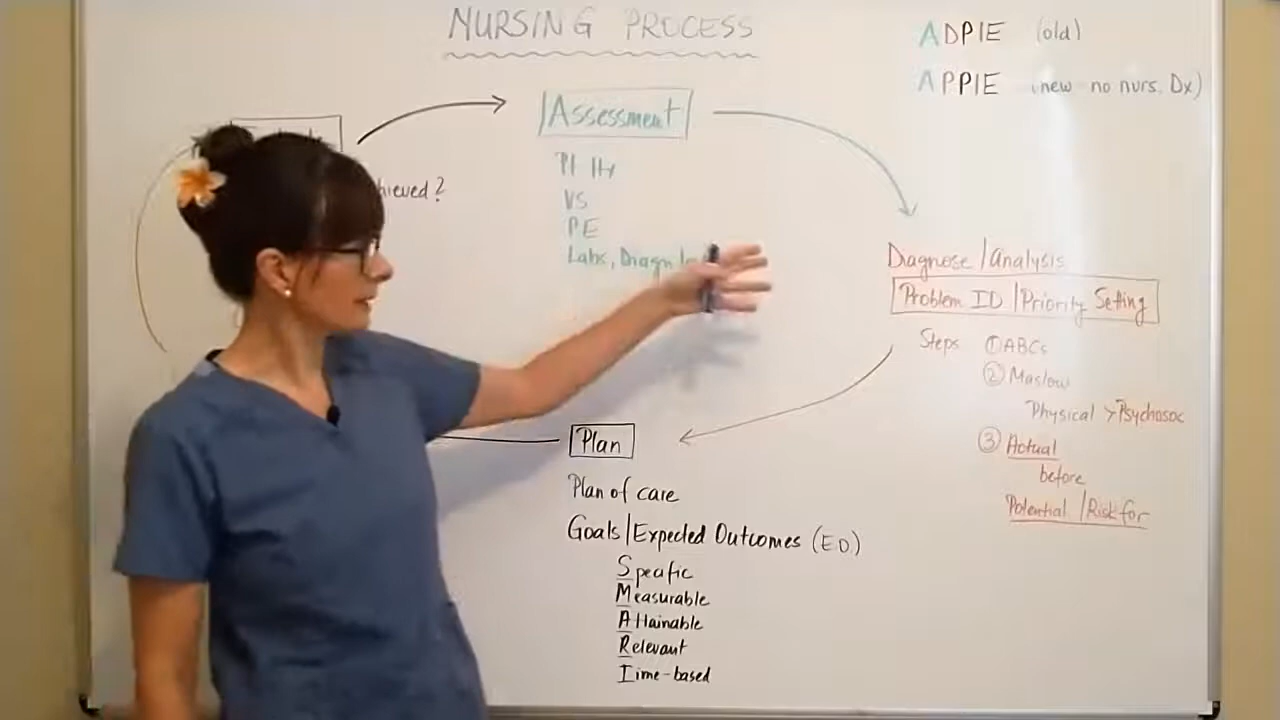 NURSING PROCESS
ADPIE (old)
APPIE (new no nurs. Dx)
Assessment
hieved?
VS
PE
Labs, Diagn
Diagnose/Analysis
Problem ID/Priority Setting
Steps ① ABCs
② Maslow
Physical > Psychosoc
③ Actual
before
Potential/Risk for
Plan
Plan of care
Goals/Expected Outcomes (E.O.)
Specific
Measurable
Attainable
Relevant
Time-based